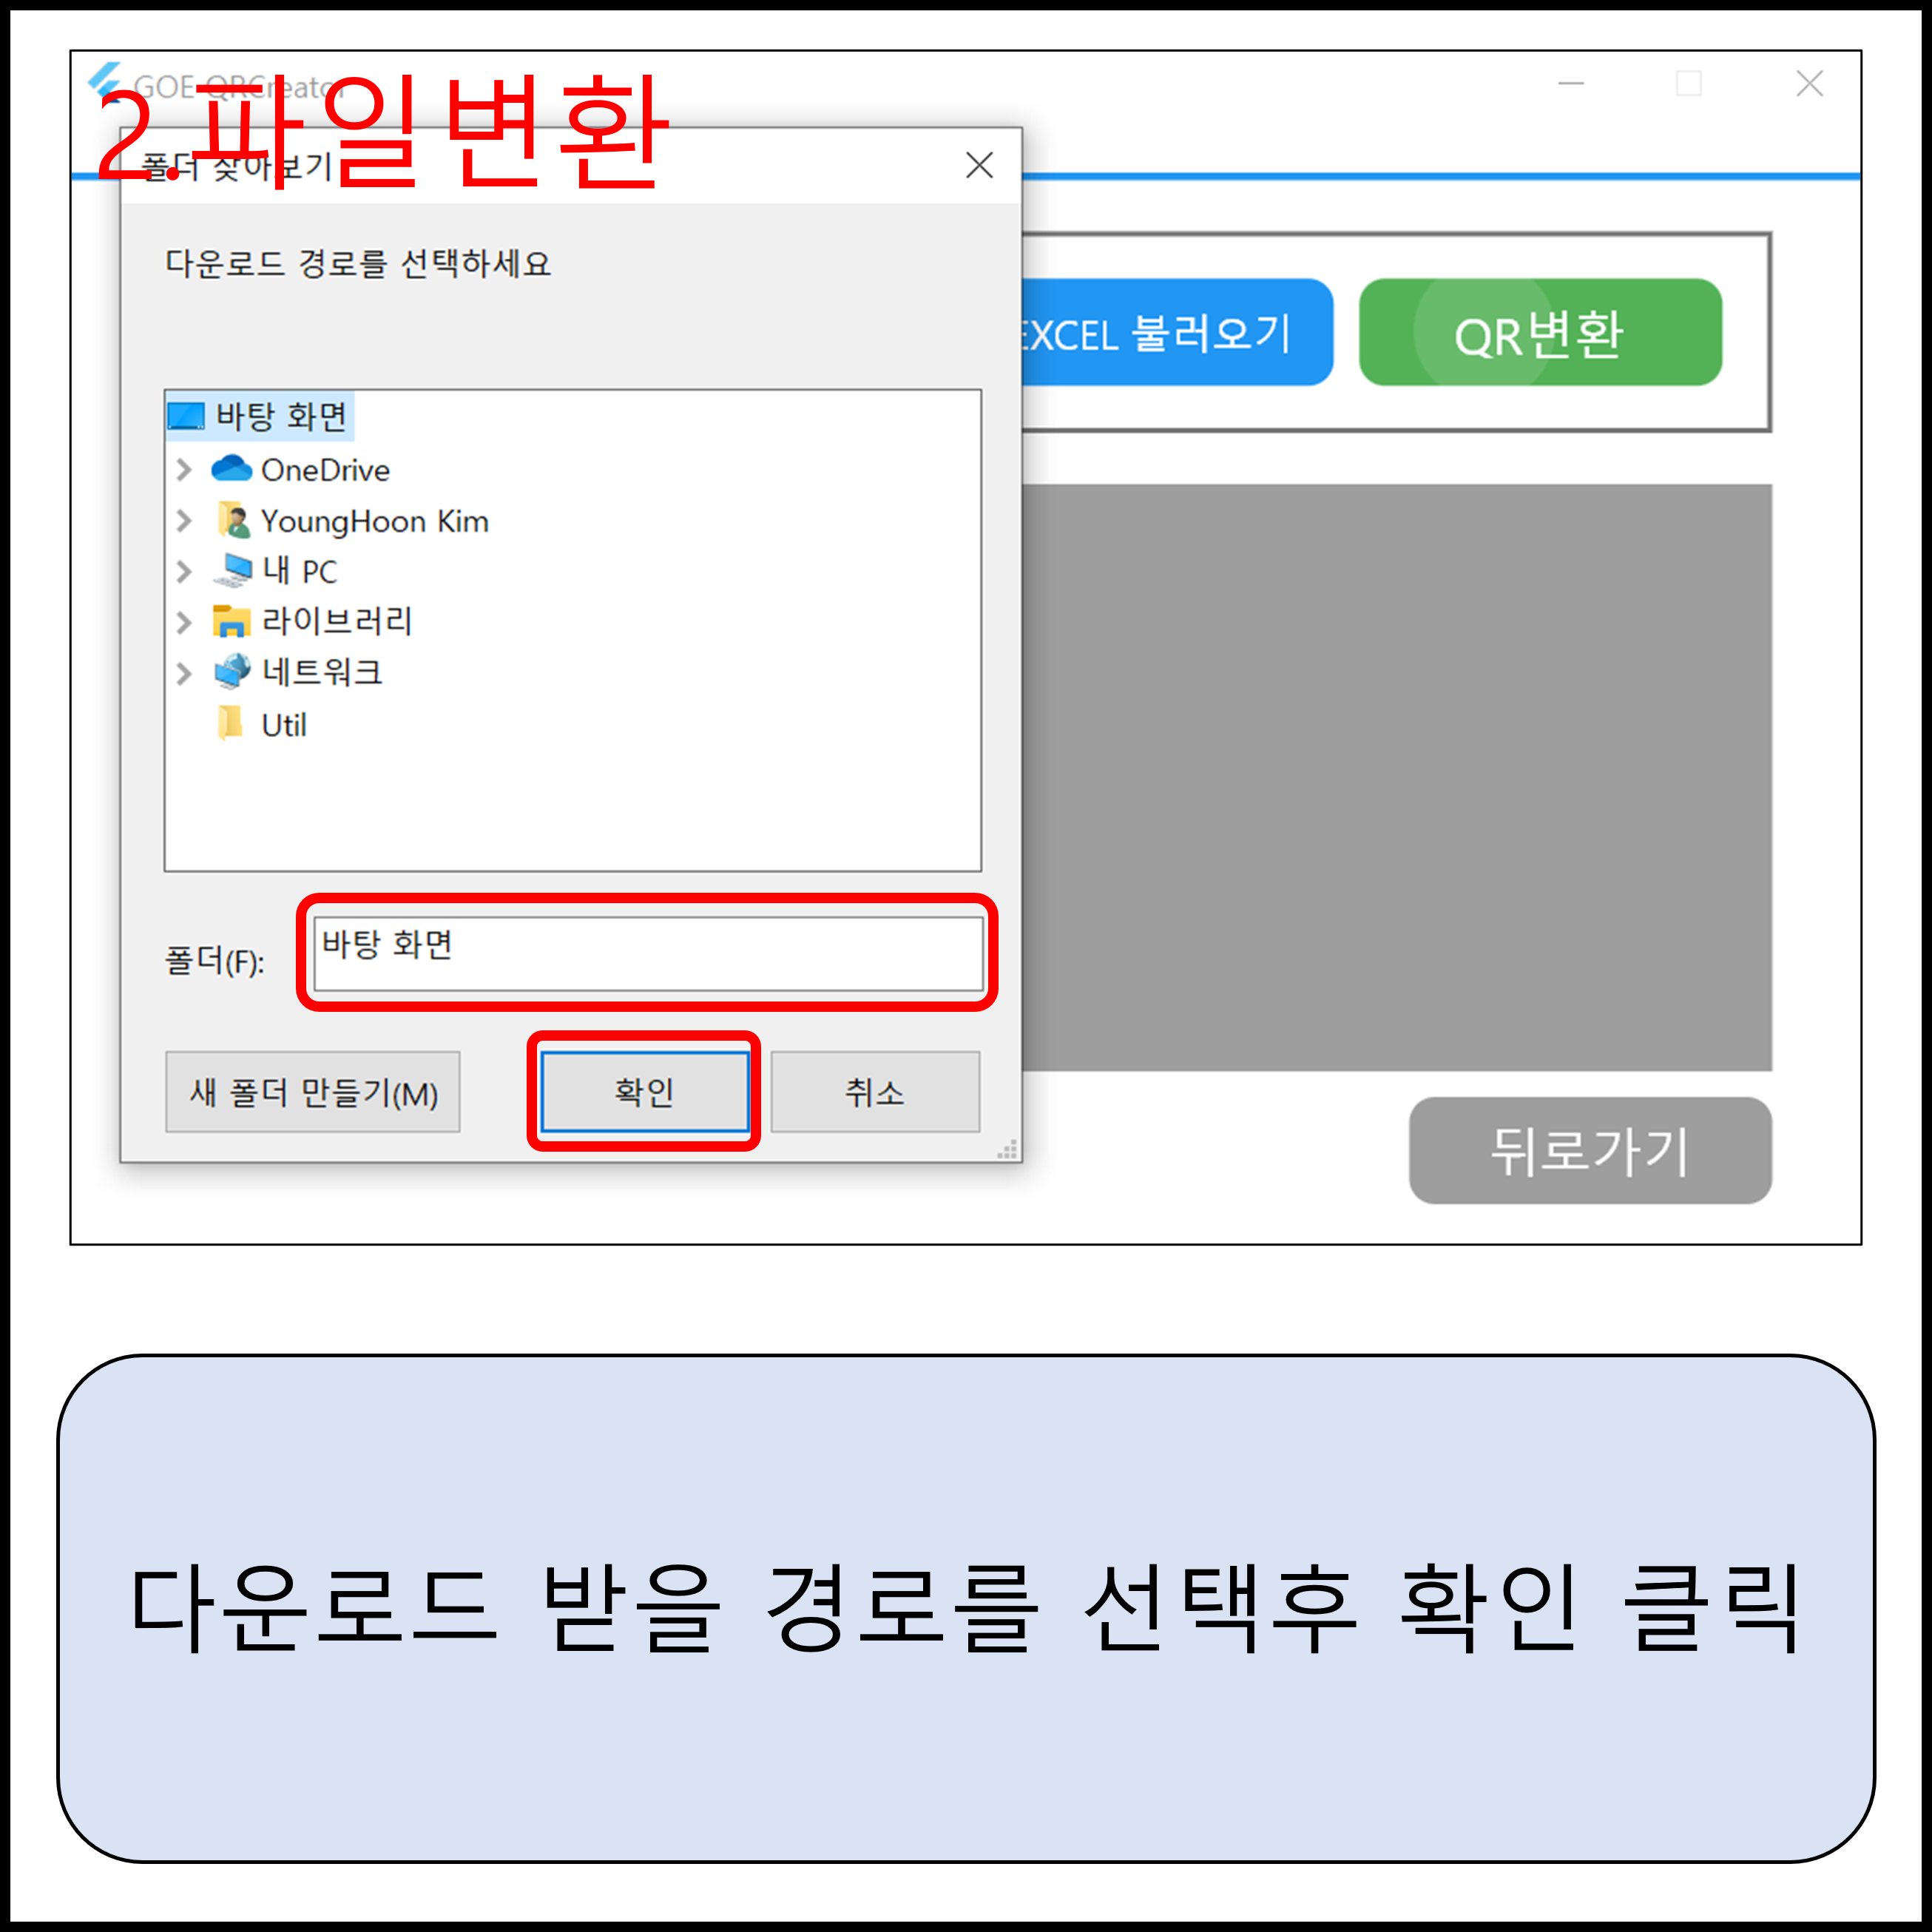 GOE QRCreator
2.파일변환
폴더 찾아보기
다운로드 경로를 선택하세요
EXCEL 불러오기
QR변환
바탕 화면
OneDrive
YoungHoon Kim
내 PC
라이브러리
네트워크
Util
폴더(F):
바탕 화면
새 폴더 만들기(M)
확인
취소
뒤로가기
다운로드 받을 경로를 선택후 확인 클릭